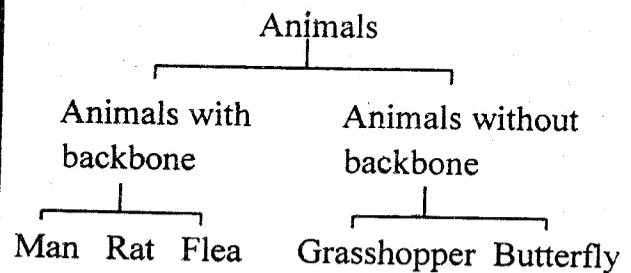 Animals
Animals with
backbone
Animals without
backbone
Man Rat Flea
Grasshopper Butterfly